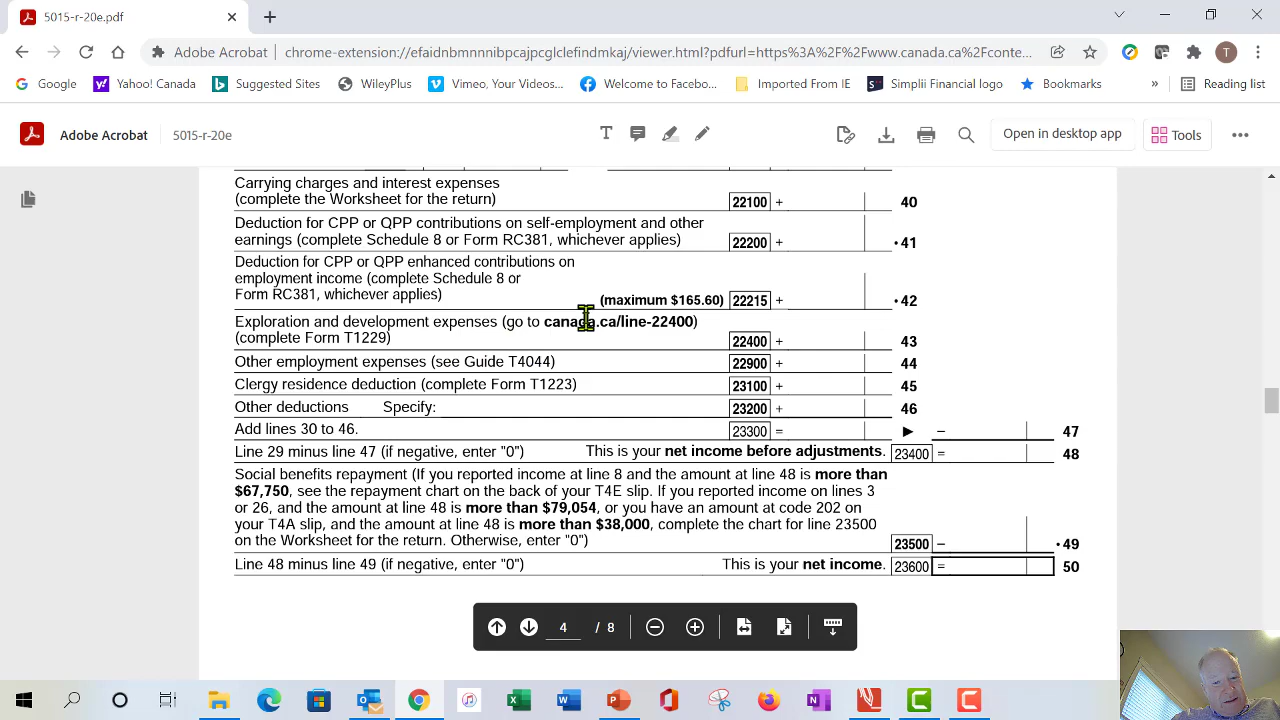 5015-r-20e.pdf
Adobe Acrobat chrome-extension://efaidnbmnnnibpcajpcglclefindmkaj/viewer.html?pdfurl=https%3A%2F%2Fwww.canada.ca%2Fconte... T
Google Yahoo! Canada Suggested Sites WileyPlus Vimeo, Your Videos... Welcome to Facebo... Imported From IE Simplii Financial logo Bookmarks » Reading list
Adobe Acrobat 5015-r-20e Open in desktop app Tools
Carrying charges and interest expenses
(complete the Worksheet for the return) 22100 + 40
Deduction for CPP or QPP contributions on self-employment and other
earnings (complete Schedule 8 or Form RC381, whichever applies) 22200 + •41
Deduction for CPP or QPP enhanced contributions on
employment income (complete Schedule 8 or
Form RC381, whichever applies) (maximum $165.60) 22215 + •42
Exploration and development expenses (go to canada.ca/line-22400)
(complete Form T1229) 22400 + 43
Other employment expenses (see Guide T4044) 22900 + 44
Clergy residence deduction (complete Form T1223) 23100 + 45
Other deductions Specify: 23200 + 46
Add lines 30 to 46. 23300 = ► – 47
Line 29 minus line 47 (if negative, enter "0") This is your net income before adjustments. 23400 = 48
Social benefits repayment (If you reported income at line 8 and the amount at line 48 is more than
$67,750, see the repayment chart on the back of your T4E slip. If you reported income on lines 3
or 26, and the amount at line 48 is more than $79,054, or you have an amount at code 202 on
your T4A slip, and the amount at line 48 is more than $38,000, complete the chart for line 23500
on the Worksheet for the return. Otherwise, enter "0") 23500 – •49
Line 48 minus line 49 (if negative, enter "0") This is your net income. 23600 = 50
4 / 8